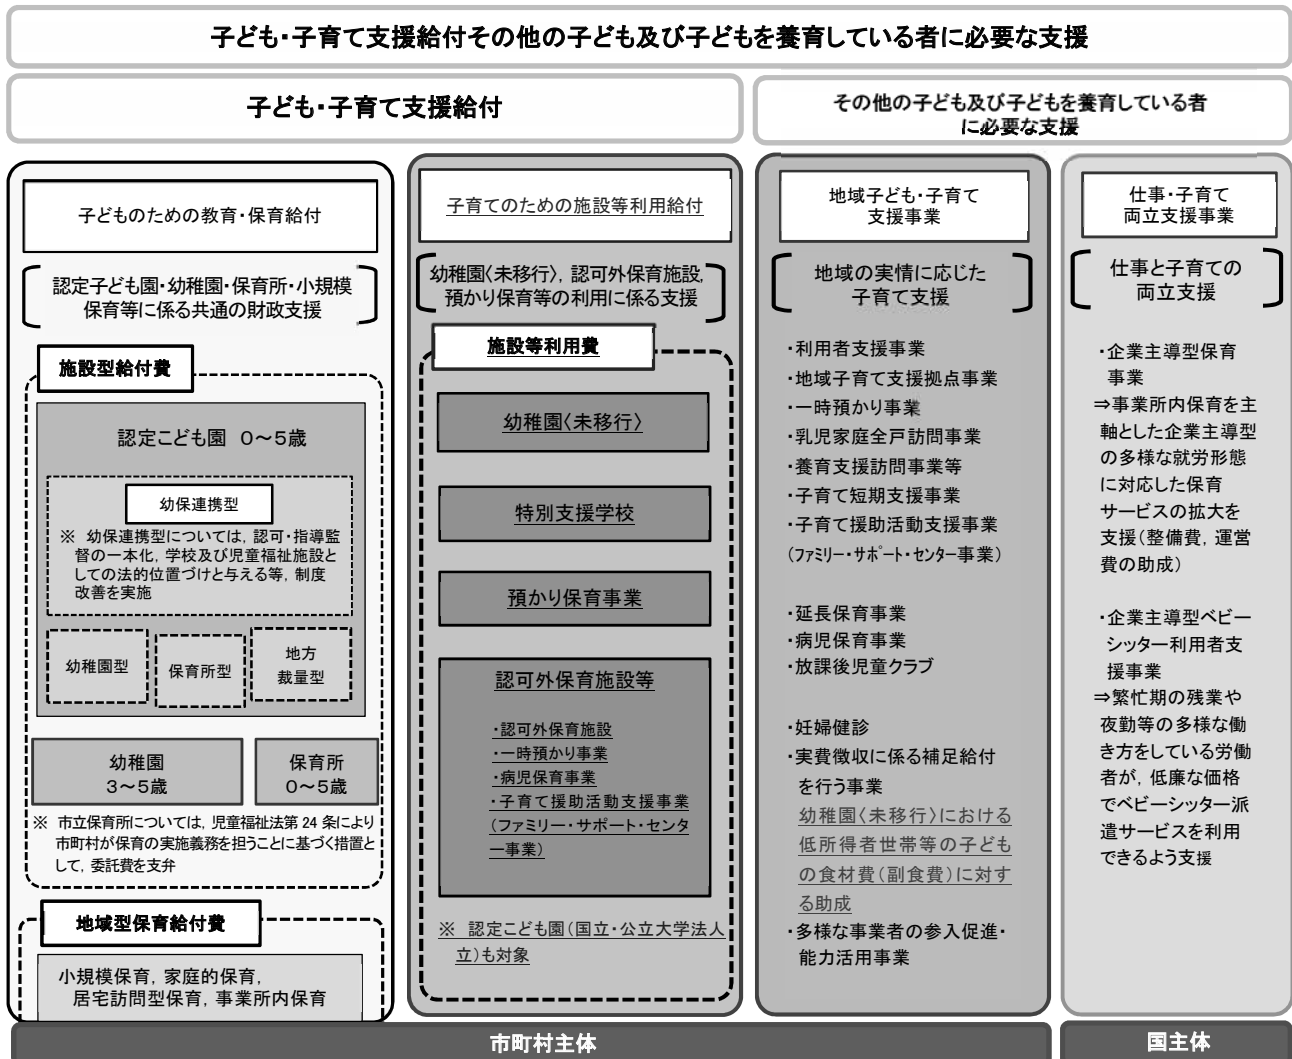 子ども・子育て支援給付その他の子ども及び子どもを養育している者に必要な支援
子ども・子育て支援給付
その他の子ども及び子どもを養育している者
に必要な支援
子どものための教育・保育給付
認定子ども園・幼稚園・保育所・小規模
保育等に係る共通の財政支援
施設型給付費
認定こども園 0～5歳
幼保連携型
※ 幼保連携型については，認可・指導監
督の一本化，学校及び児童福祉施設と
しての法的位置づけと与える等，制度
改善を実施
幼稚園型
保育所型
地方
裁量型
幼稚園
3～5歳
保育所
0～5歳
※ 市立保育所については，児童福祉法第 24 条により
市町村が保育の実施義務を担うことに基づく措置と
して，委託費を支弁
地域型保育給付費
小規模保育，家庭的保育，
居宅訪問型保育，事業所内保育
子育てのための施設等利用給付
幼稚園〈未移行〉，認可外保育施設，
預かり保育等の利用に係る支援
施設等利用費
幼稚園〈未移行〉
特別支援学校
預かり保育事業
認可外保育施設等
・認可外保育施設
・一時預かり事業
・病児保育事業
・子育て援助活動支援事業
（ファミリー・サポート・センタ
ー事業）
※ 認定こども園（国立・公立大学法人
立）も対象
地域子ども・子育て
支援事業
地域の実情に応じた
子育て支援
・利用者支援事業
・地域子育て支援拠点事業
・一時預かり事業
・乳児家庭全戸訪問事業
・養育支援訪問事業等
・子育て短期支援事業
・子育て援助活動支援事業
（ﾌｧﾐﾘｰ・ｻﾎﾟｰﾄ・ｾﾝﾀｰ事業）
・延長保育事業
・病児保育事業
・放課後児童クラブ
・妊婦健診
・実費徴収に係る補足給付
を行う事業
幼稚園〈未移行〉における
低所得者世帯等の子ども
の食材費（副食費）に対す
る助成
・多様な事業者の参入促進・
能力活用事業
仕事・子育て
両立支援事業
仕事と子育ての
両立支援
・企業主導型保育
事業
⇒事業所内保育を主
軸とした企業主導型
の多様な就労形態
に対応した保育
サービスの拡大を
支援（整備費，運営
費の助成）
・企業主導型ベビー
シッター利用者支
援事業
⇒繁忙期の残業や
夜勤等の多様な働
き方をしている労働
者が，低廉な価格
でベビーシッター派
遣サービスを利用
できるよう支援
市町村主体
国主体